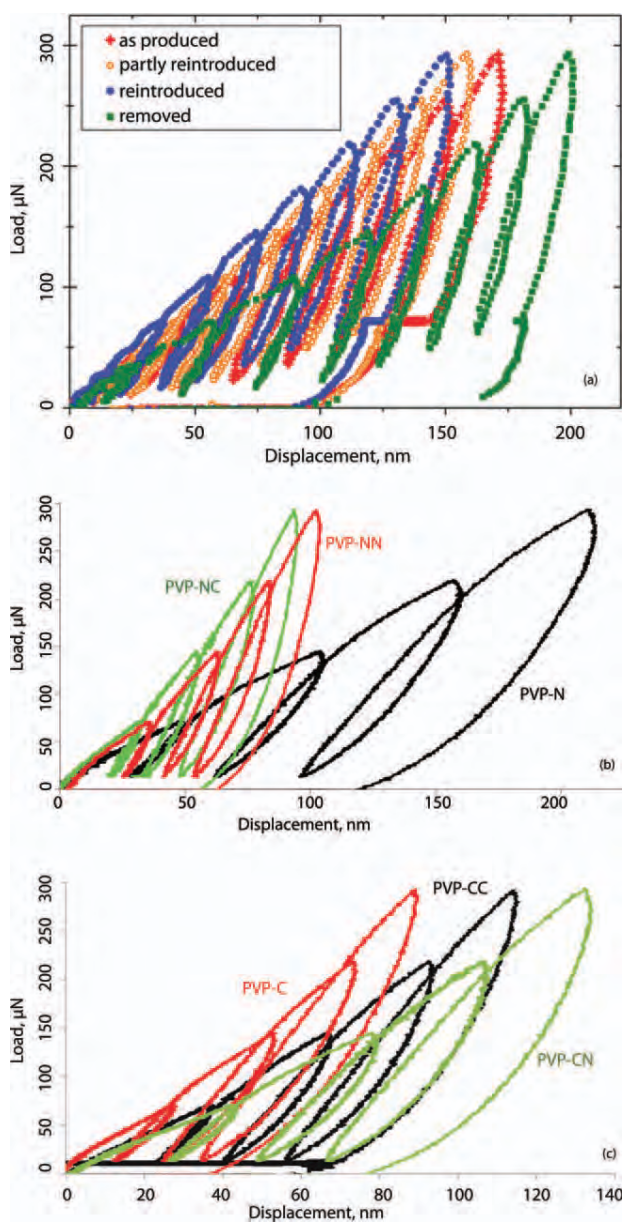 300
as produced
partly reintroduced
reintroduced
removed
200
Load, µN
100
0
(a)
0 50 100 150 200
Displacement, nm
300
PVP-NN
250
PVP-NC
200
Load, µN
150
PVP-N
100
50
(b)
0
0 50 100 150 200
Displacement, nm
300
PVP-CC
250
200
PVP-C
Load, µN
150
PVP-CN
100
50
(c)
0
0 20 40 60 80 100 120 140
Displacement, nm